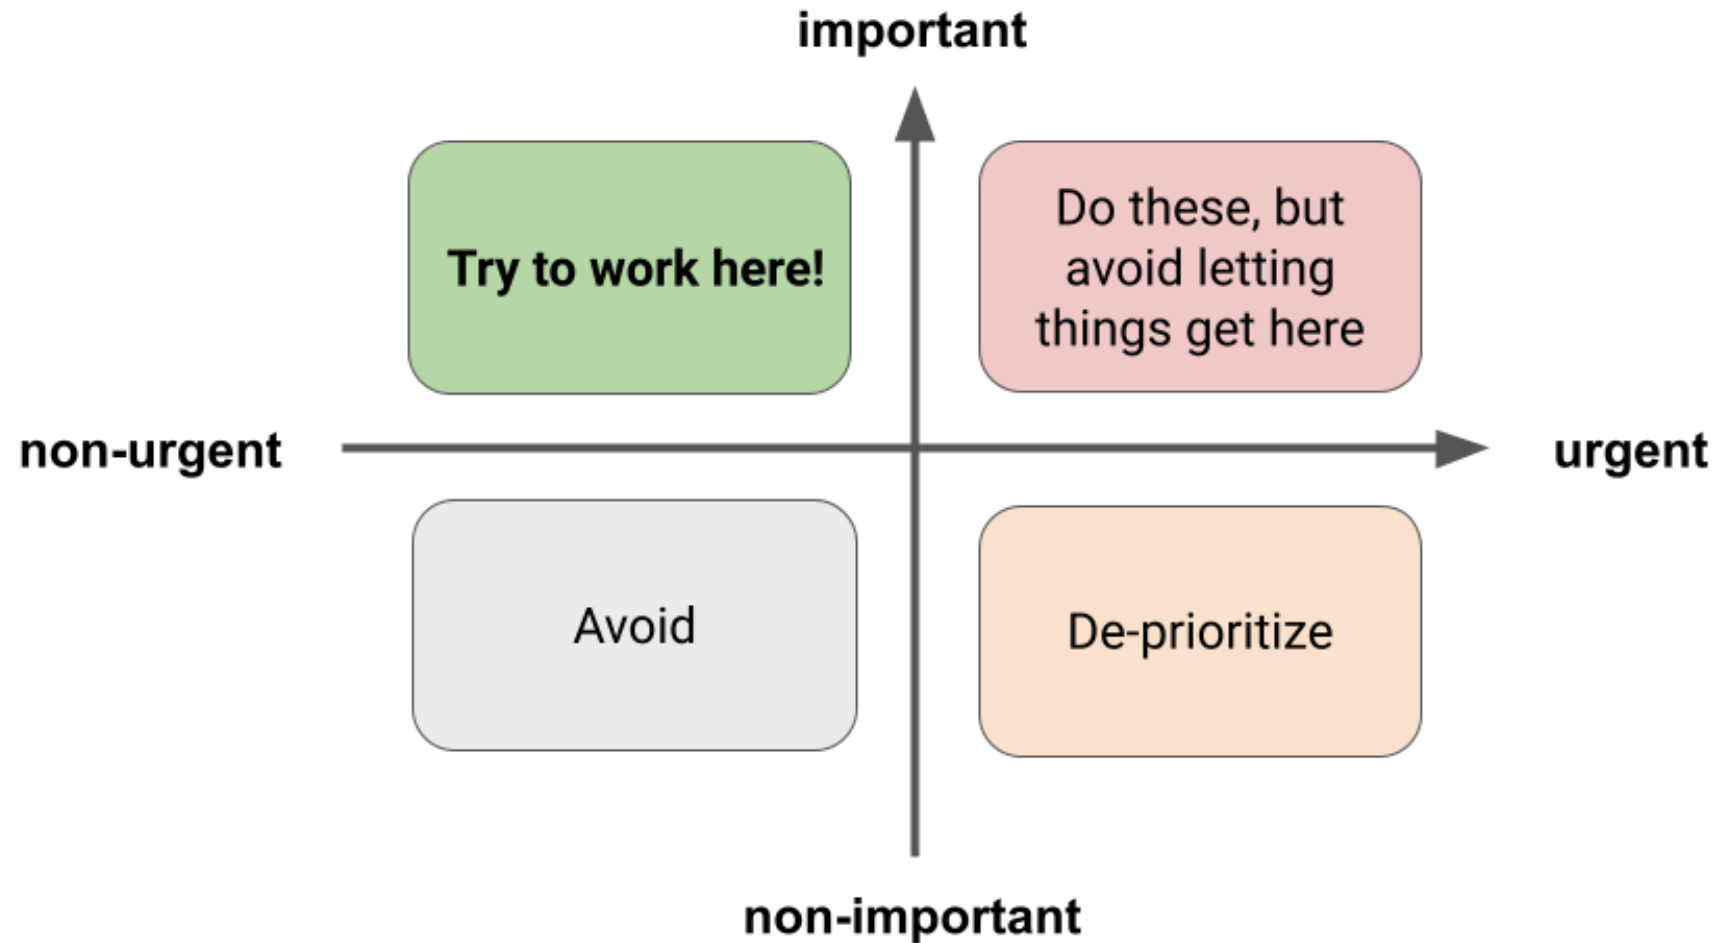 important
Try to work here!
Do these, but
avoid letting
things get here
non-urgent
urgent
Avoid
De-prioritize
non-important